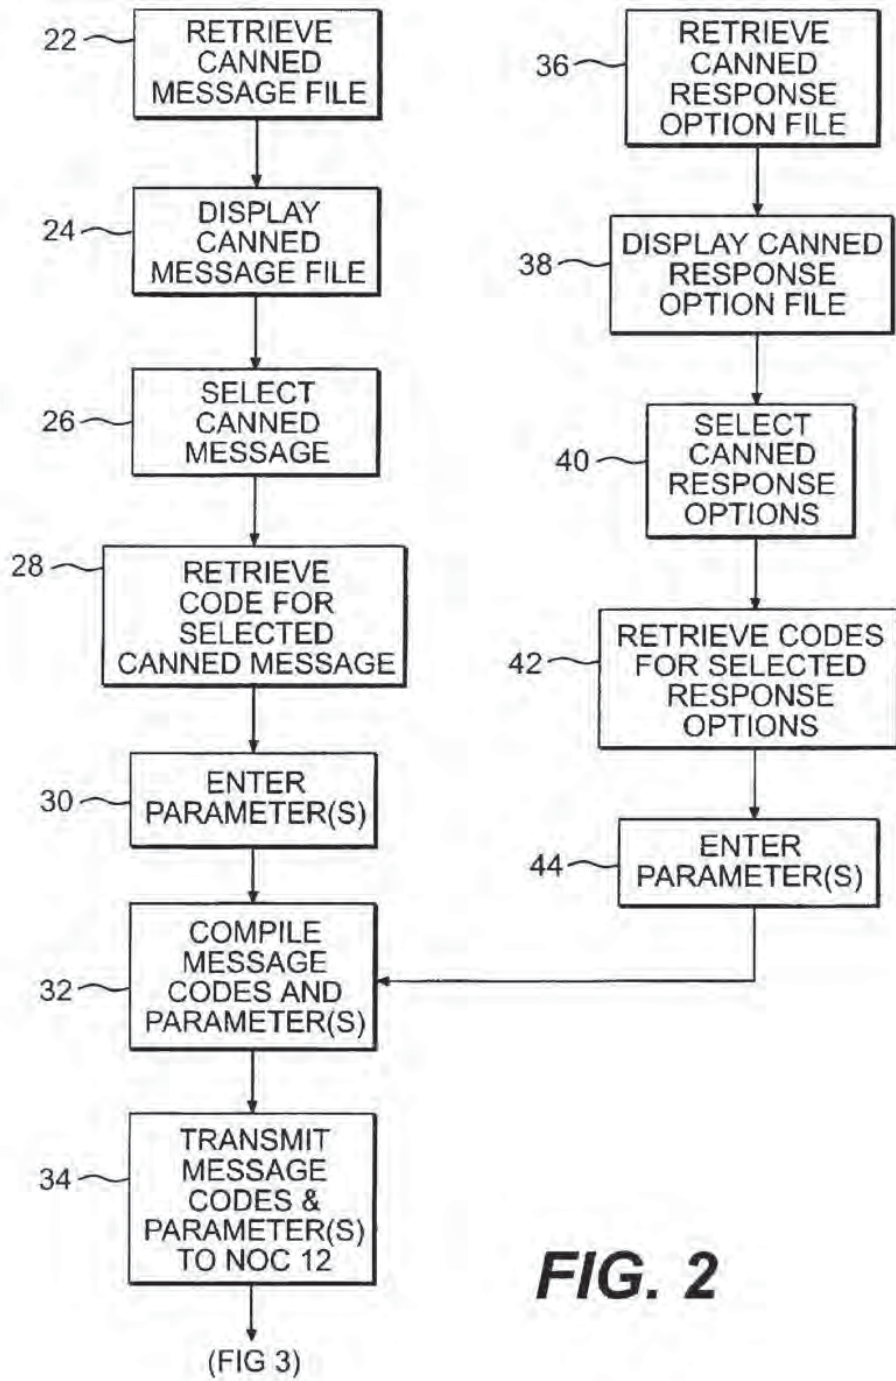 22
RETRIEVE
CANNED
MESSAGE FILE
24
DISPLAY
CANNED
MESSAGE FILE
26
SELECT
CANNED
MESSAGE
28
RETRIEVE
CODE FOR
SELECTED
CANNED MESSAGE
30
ENTER
PARAMETER(S)
32
COMPILE
MESSAGE
CODES AND
PARAMETER(S)
34
TRANSMIT
MESSAGE
CODES &
PARAMETER(S)
TO NOC 12
(FIG 3)
36
RETRIEVE
CANNED
RESPONSE
OPTION FILE
38
DISPLAY CANNED
RESPONSE
OPTION FILE
40
SELECT
CANNED
RESPONSE
OPTIONS
42
RETRIEVE CODES
FOR SELECTED
RESPONSE
OPTIONS
44
ENTER
PARAMETER(S)
FIG. 2